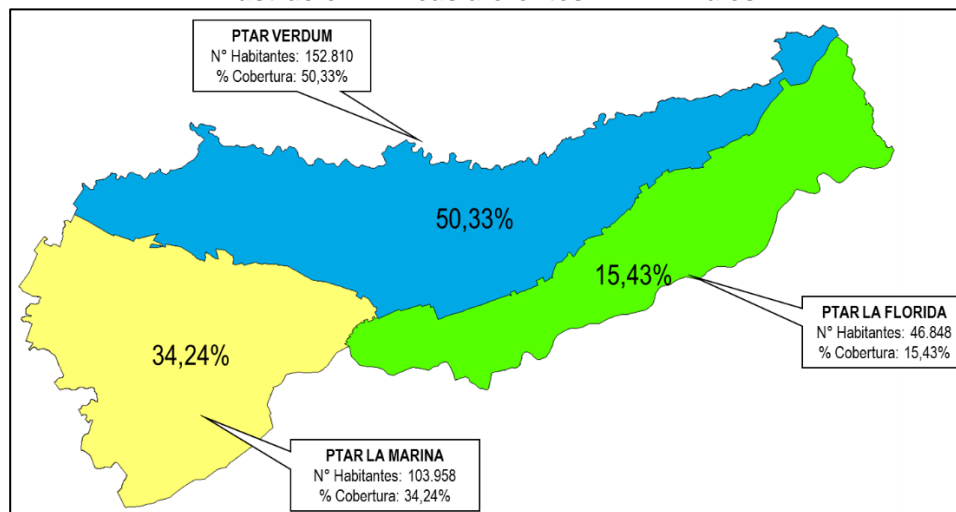 PTAR VERDUM
N° Habitantes: 152.810
% Cobertura: 50,33%
50,33%
15,43%
PTAR LA FLORIDA
N° Habitantes: 46.848
% Cobertura: 15,43%
34,24%
PTAR LA MARINA
N° Habitantes: 103.958
% Cobertura: 34,24%